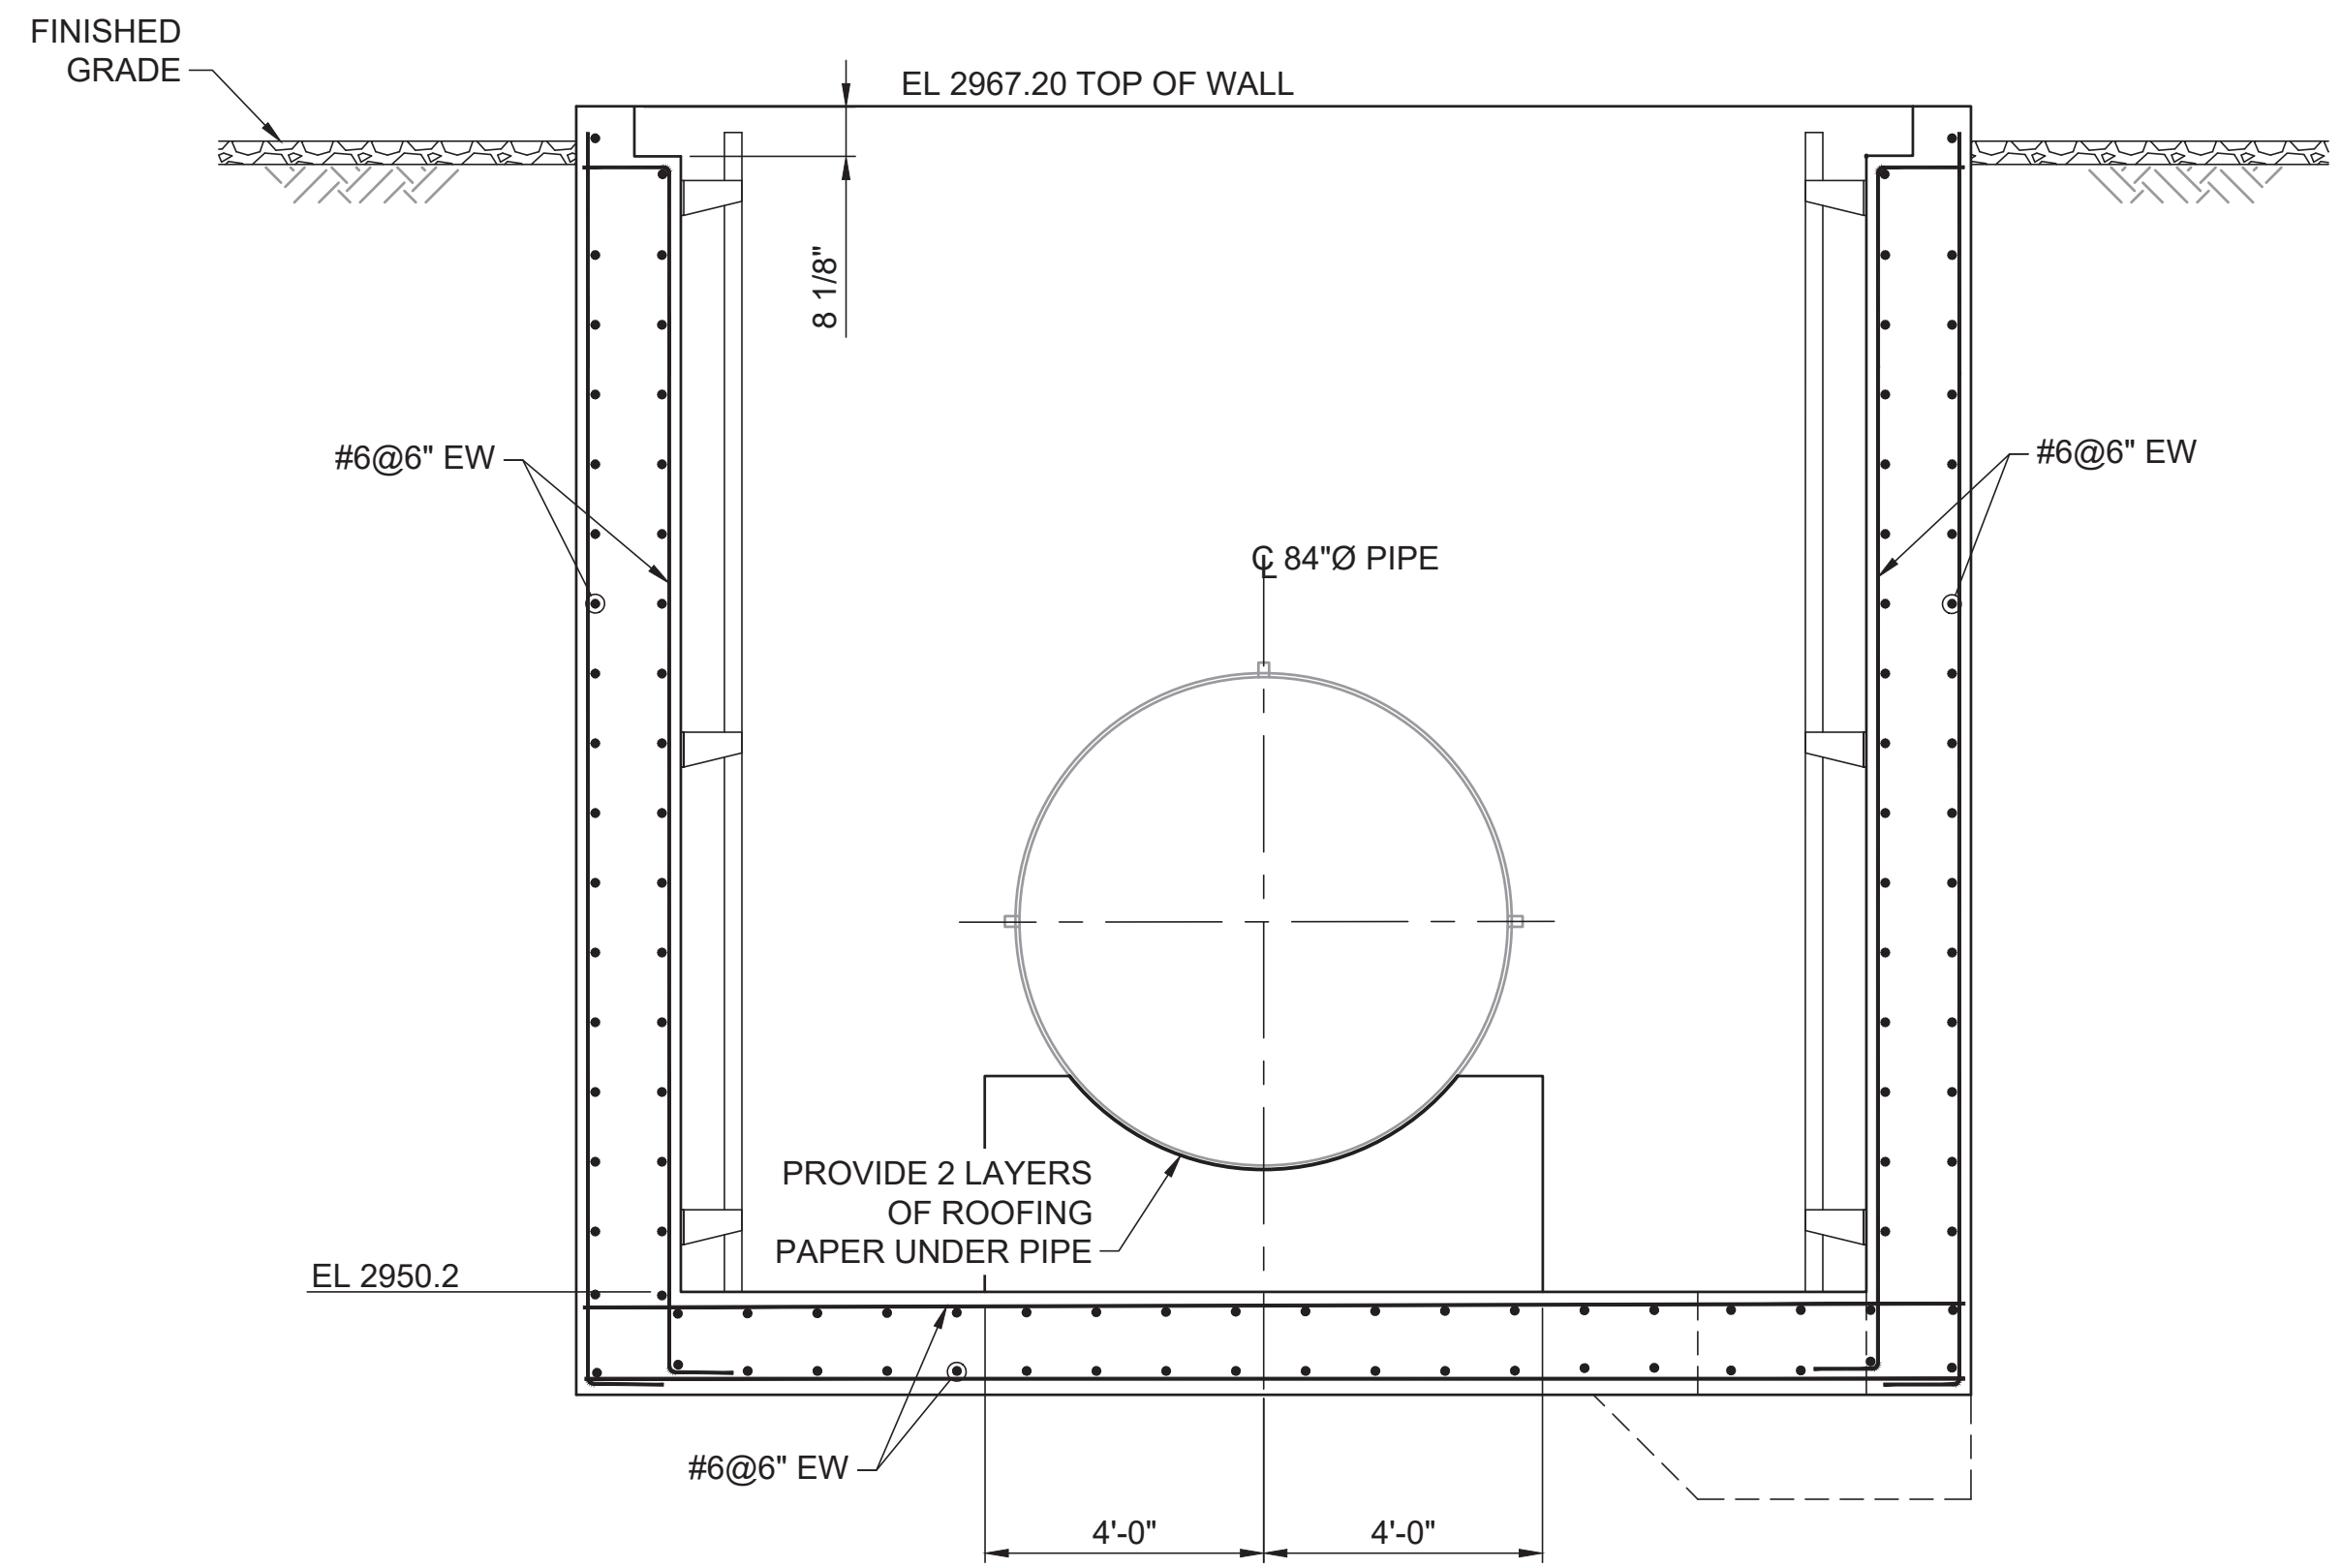 FINISHED
GRADE
EL 2967.20 TOP OF WALL
8 1/8"
#6@6" EW
#6@6" EW
℄ 84"Ø PIPE
PROVIDE 2 LAYERS
OF ROOFING
PAPER UNDER PIPE
EL 2950.2
#6@6" EW
4'-0"
4'-0"